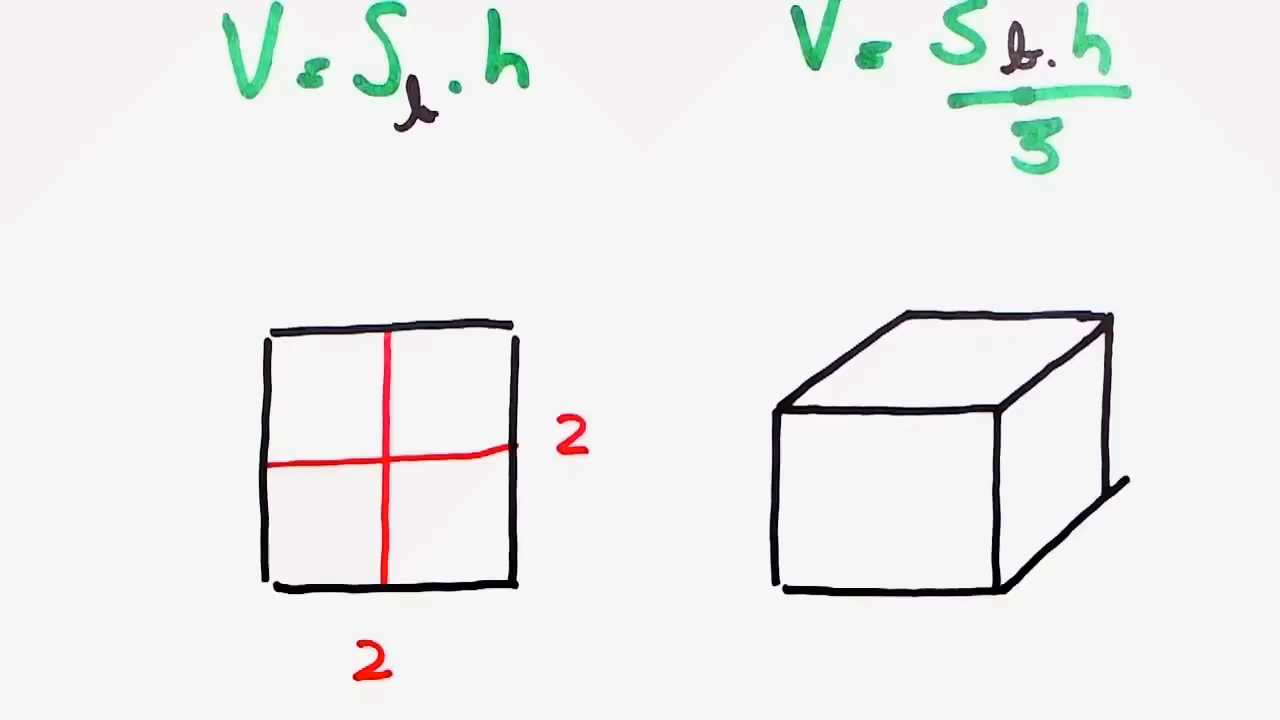 V = S_b . h
V = S_b . h
3
2
2